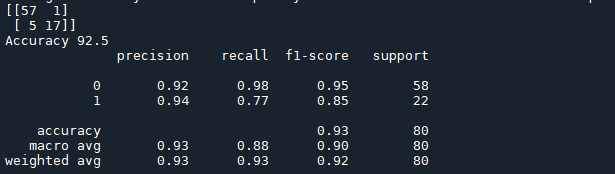 [[57 1]
[ 5 17]]
Accuracy 92.5
precision recall f1-score support
0 0.92 0.98 0.95 58
1 0.94 0.77 0.85 22
accuracy 0.93 80
macro avg 0.93 0.88 0.90 80
weighted avg 0.93 0.93 0.92 80